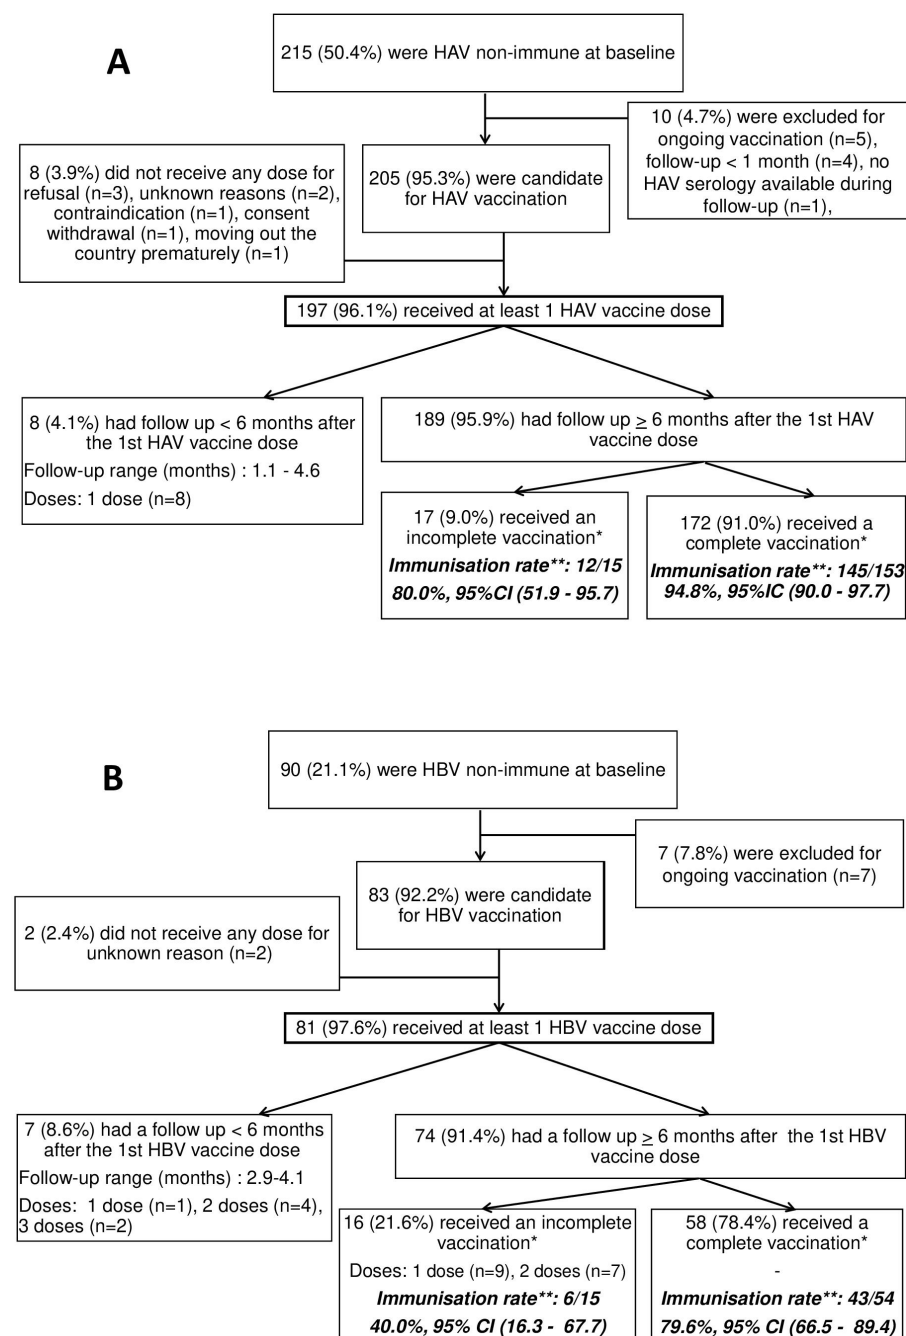 A
215 (50.4%) were HAV non-immune at baseline
10 (4.7%) were excluded for
ongoing vaccination (n=5),
follow-up < 1 month (n=4), no
HAV serology available during
follow-up (n=1),
205 (95.3%) were candidate
for HAV vaccination
8 (3.9%) did not receive any dose for
refusal (n=3), unknown reasons (n=2),
contraindication (n=1), consent
withdrawal (n=1), moving out the
country prematurely (n=1)
197 (96.1%) received at least 1 HAV vaccine dose
8 (4.1%) had follow up < 6 months after
the 1st HAV vaccine dose
Follow-up range (months) : 1.1 - 4.6
Doses: 1 dose (n=8)
189 (95.9%) had follow up ≥ 6 months after the 1st HAV
vaccine dose
17 (9.0%) received an
incomplete vaccination*
Immunisation rate**: 12/15
80.0%, 95%CI (51.9 - 95.7)
172 (91.0%) received a
complete vaccination*
Immunisation rate**: 145/153
94.8%, 95%IC (90.0 - 97.7)
B
90 (21.1%) were HBV non-immune at baseline
7 (7.8%) were excluded for
ongoing vaccination (n=7)
83 (92.2%) were candidate
for HBV vaccination
2 (2.4%) did not receive any dose for
unknown reason (n=2)
81 (97.6%) received at least 1 HBV vaccine dose
7 (8.6%) had a follow up < 6 months
after the 1st HBV vaccine dose
Follow-up range (months) : 2.9-4.1
Doses: 1 dose (n=1), 2 doses (n=4),
3 doses (n=2)
74 (91.4%) had a follow up ≥ 6 months after the 1st HBV
vaccine dose
16 (21.6%) received an incomplete
vaccination*
Doses: 1 dose (n=9), 2 doses (n=7)
Immunisation rate**: 6/15
40.0%, 95% CI (16.3 - 67.7)
58 (78.4%) received a
complete vaccination*
-
Immunisation rate**: 43/54
79.6%, 95% CI (66.5 - 89.4)